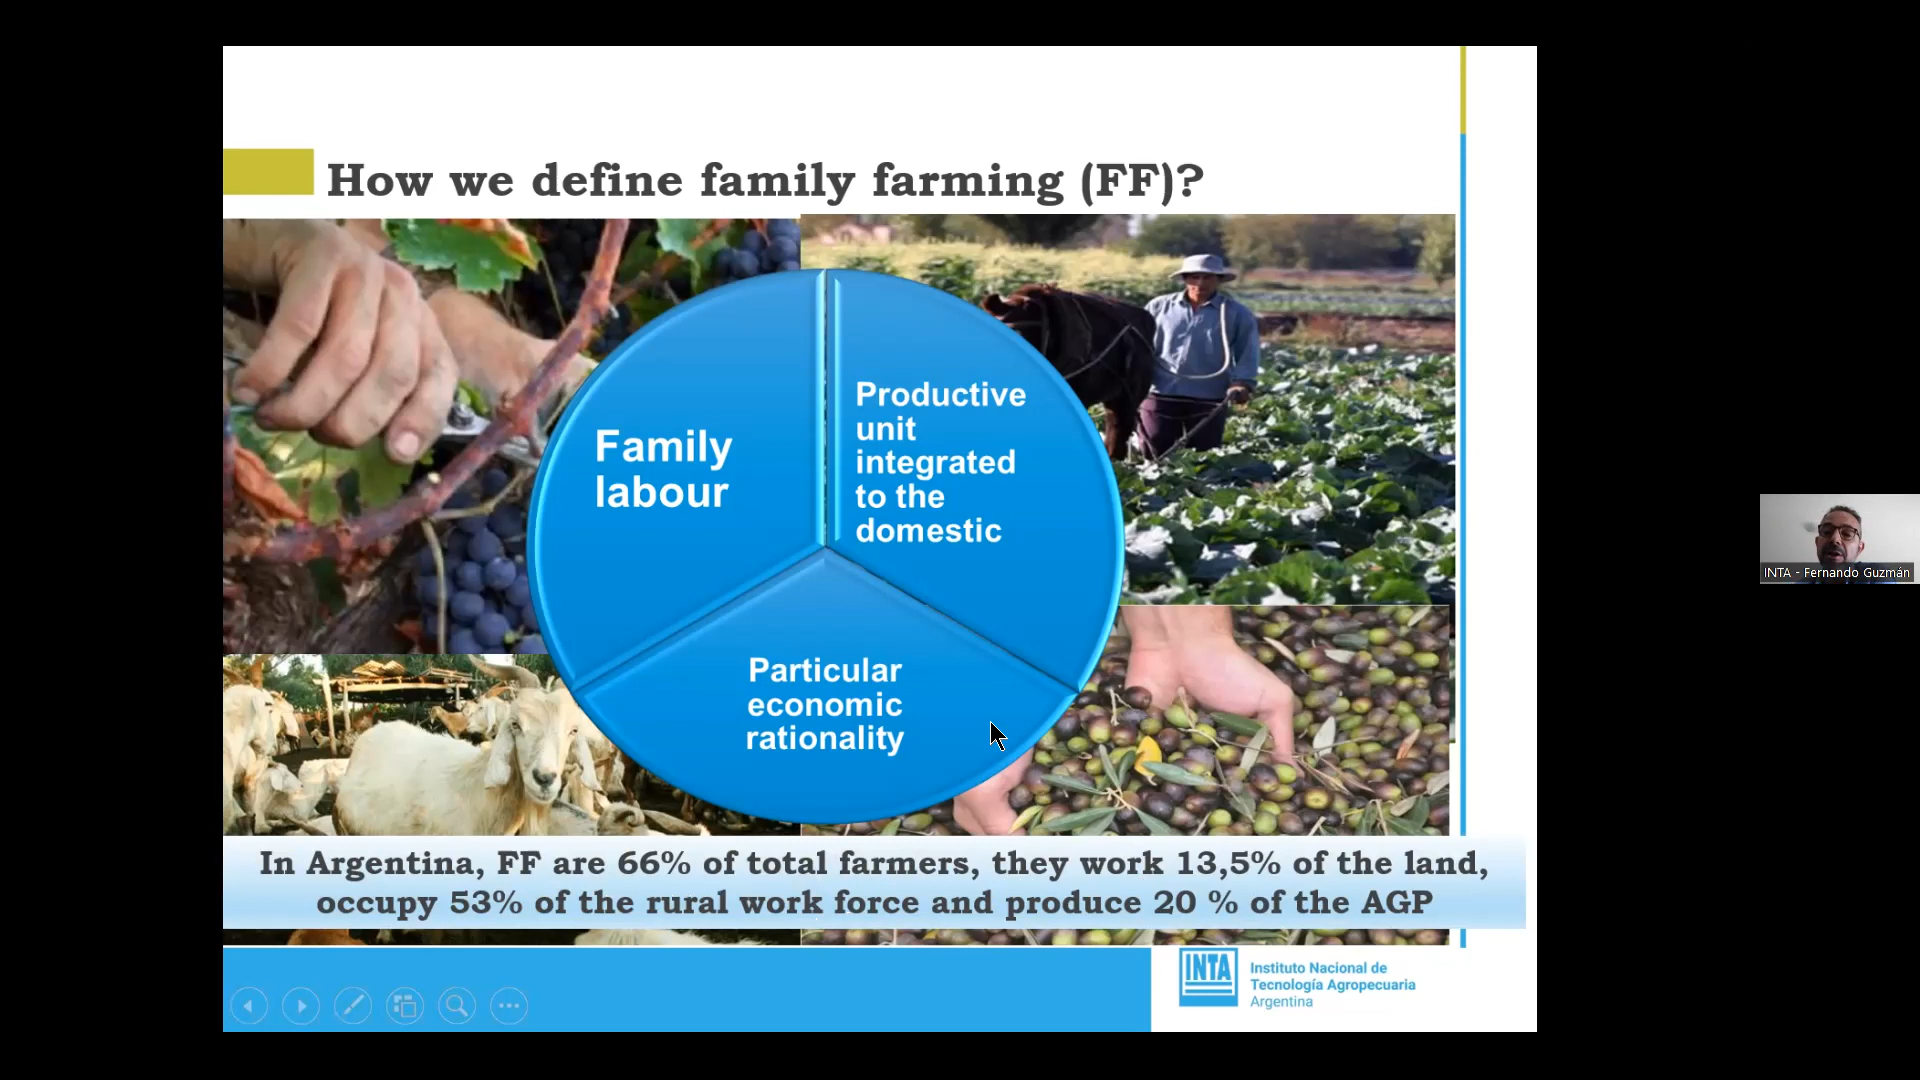 How we define family farming (FF)?
Family
labour
Productive
unit
integrated
to the
domestic
Particular
economic
rationality
In Argentina, FF are 66% of total farmers, they work 13,5% of the land,
occupy 53% of the rural work force and produce 20 % of the AGP
INTA
Instituto Nacional de
Tecnología Agropecuaria
Argentina
INTA - Fernando Guzmán